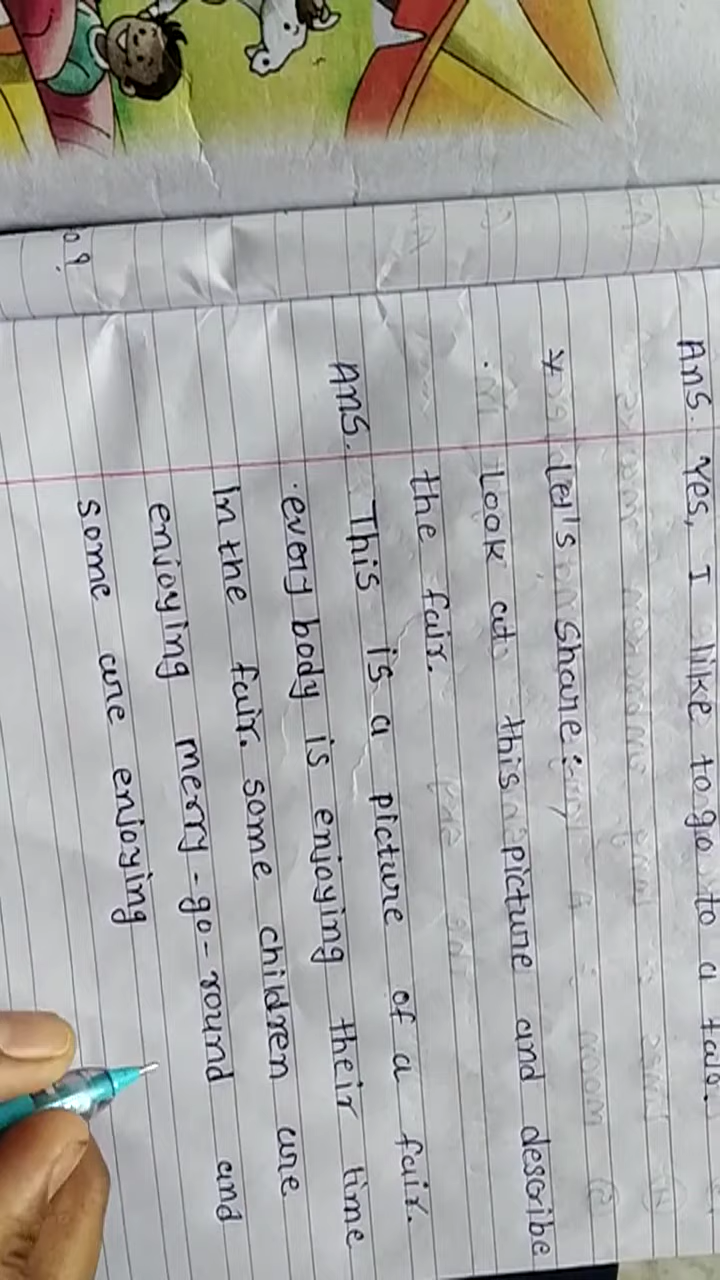 Ans. Yes, I like to go to a fair.
* Let's share:
Look at this picture and describe
the fair.
Ans. This is a picture of a fair.
everybody is enjoying their time
In the fair. some children are
enjoying merry-go-round and
some are enjoying
o?